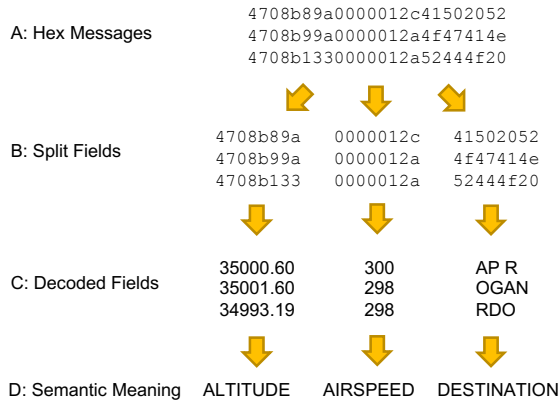 4708b89a0000012c41502052
A: Hex Messages
4708b99a0000012a4f47414e
4708b1330000012a52444f20
4708b89a 0000012c 41502052
B: Split Fields
4708b99a 0000012a 4f47414e
4708b133 0000012a 52444f20
35000.60 300 AP R
C: Decoded Fields 35001.60 298 OGAN
34993.19 298 RDO
D: Semantic Meaning ALTITUDE AIRSPEED DESTINATION